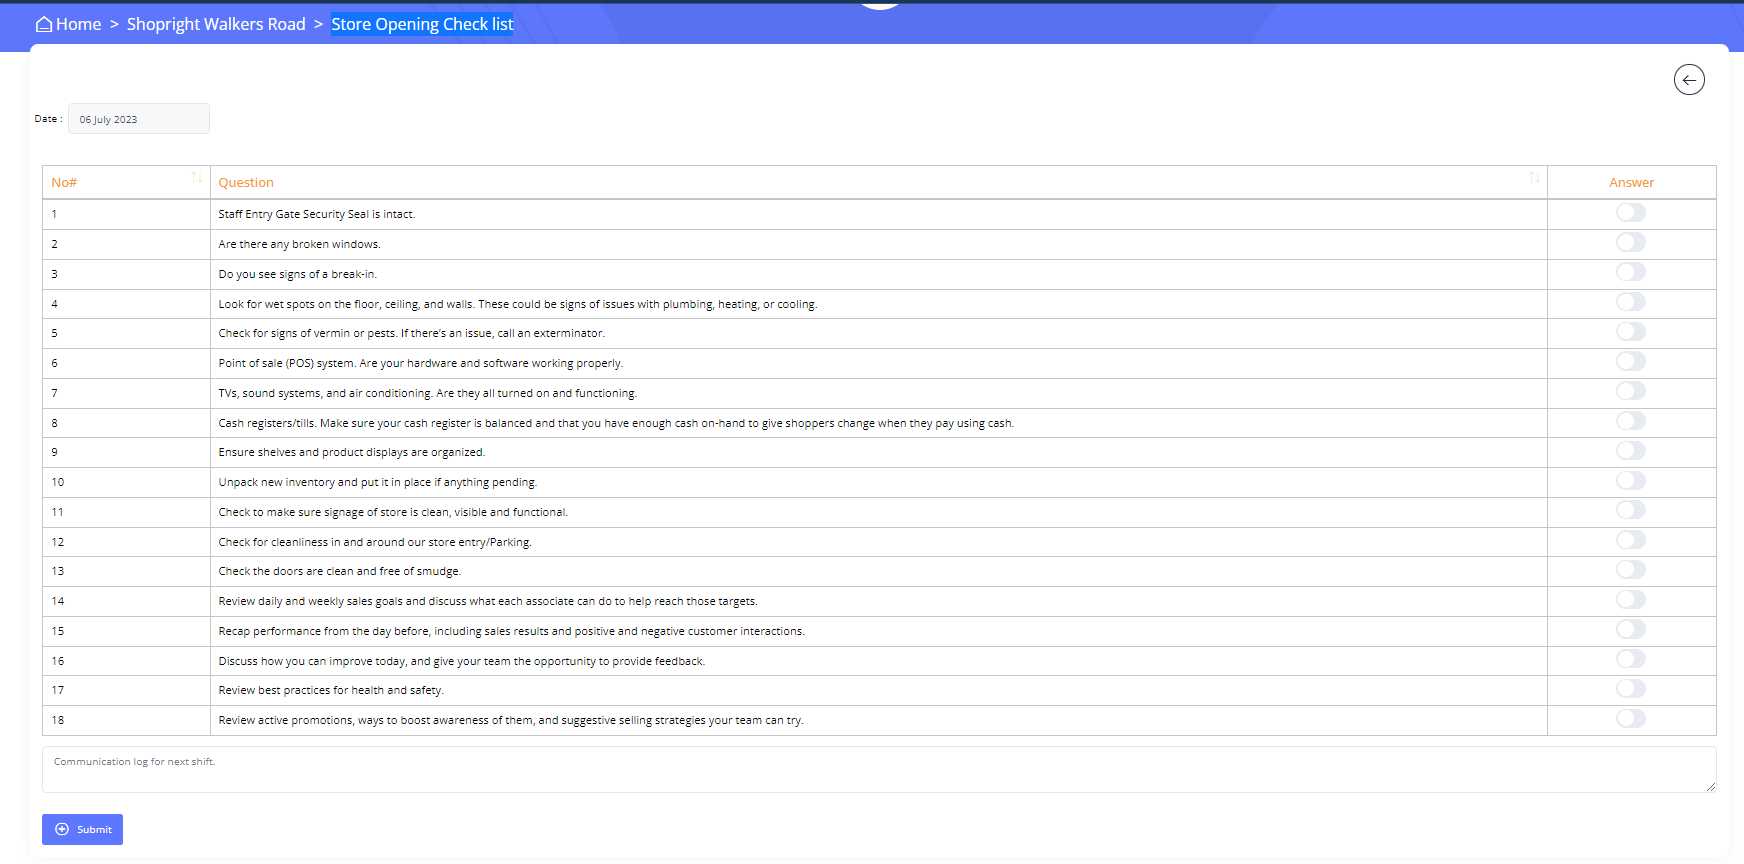 Home > Shopright Walkers Road > Store Opening Check list
Date : 06 July 2023
No# Question Answer
1 Staff Entry Gate Security Seal is intact.
2 Are there any broken windows.
3 Do you see signs of a break-in.
4 Look for wet spots on the floor, ceiling, and walls. These could be signs of issues with plumbing, heating, or cooling.
5 Check for signs of vermin or pests. If there's an issue, call an exterminator.
6 Point of sale (POS) system. Are your hardware and software working properly.
7 TVs, sound systems, and air conditioning. Are they all turned on and functioning.
8 Cash registers/tills. Make sure your cash register is balanced and that you have enough cash on-hand to give shoppers change when they pay using cash.
9 Ensure shelves and product displays are organized.
10 Unpack new inventory and put it in place if anything pending.
11 Check to make sure signage of store is clean, visible and functional.
12 Check for cleanliness in and around our store entry/Parking.
13 Check the doors are clean and free of smudge.
14 Review daily and weekly sales goals and discuss what each associate can do to help reach those targets.
15 Recap performance from the day before, including sales results and positive and negative customer interactions.
16 Discuss how you can improve today, and give your team the opportunity to provide feedback.
17 Review best practices for health and safety.
18 Review active promotions, ways to boost awareness of them, and suggestive selling strategies your team can try.
Communication log for next shift.
Submit